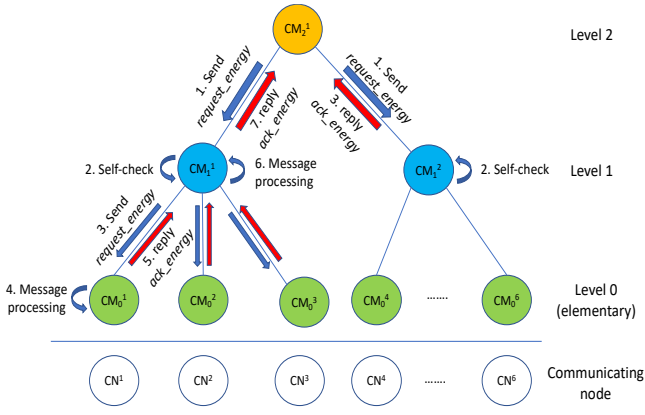 CM₂¹
Level 2
1. Send
request_energy
7. reply
ack_energy
1. Send
request_energy
3. reply
ack_energy
2. Self-check
CM₁¹
6. Message
processing
CM₁²
2. Self-check
Level 1
3. Send
request_energy
5. reply
ack_energy
4. Message
processing
CM₀¹
CM₀²
CM₀³
CM₀⁴
.......
CM₀⁶
Level 0
(elementary)
CN¹
CN²
CN³
CN⁴
.......
CN⁶
Communicating
node